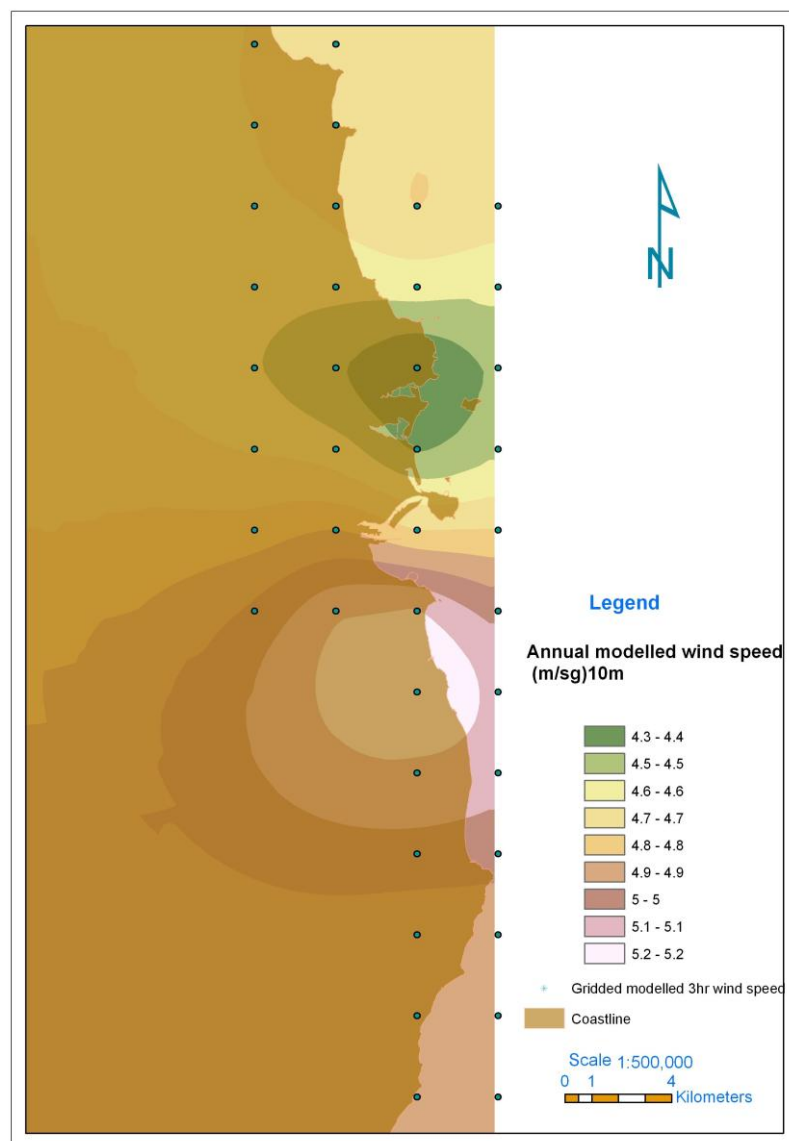 N
Legend
Annual modelled wind speed
(m/sg)10m
4.3 - 4.4
4.5 - 4.5
4.6 - 4.6
4.7 - 4.7
4.8 - 4.8
4.9 - 4.9
5 - 5
5.1 - 5.1
5.2 - 5.2
Gridded modelled 3hr wind speed
Coastline
Scale 1:500,000
0 1 4
Kilometers